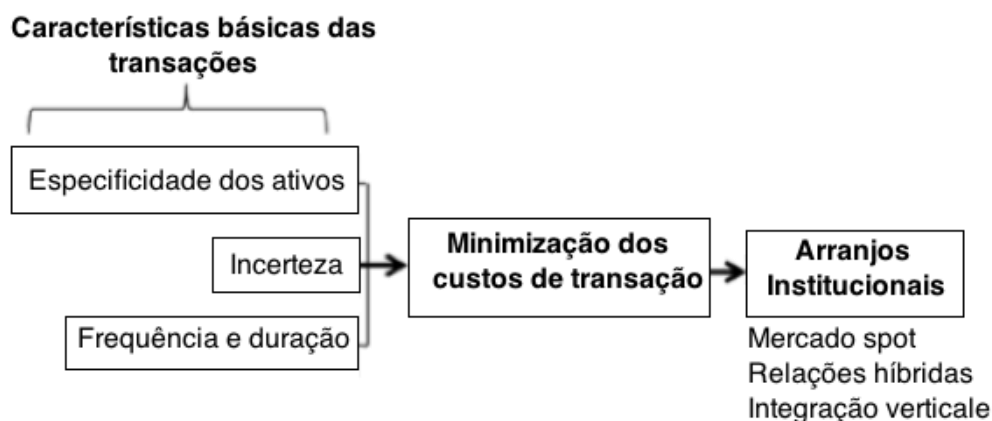 Características básicas das
transações
Especificidade dos ativos
Incerteza
Frequência e duração
Minimização dos
custos de transação
Arranjos
Institucionais
Mercado spot
Relações híbridas
Integração verticale